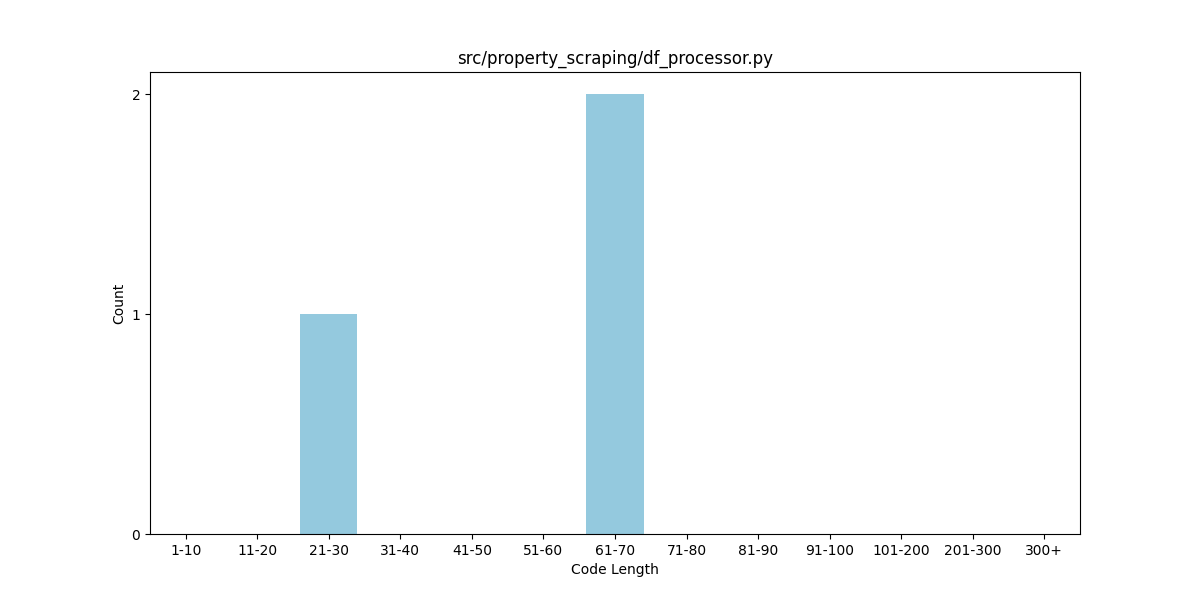 src/property_scraping/df_processor.py
2
1
0
Count
1-10 11-20 21-30 31-40 41-50 51-60 61-70 71-80 81-90 91-100 101-200 201-300 300+
Code Length